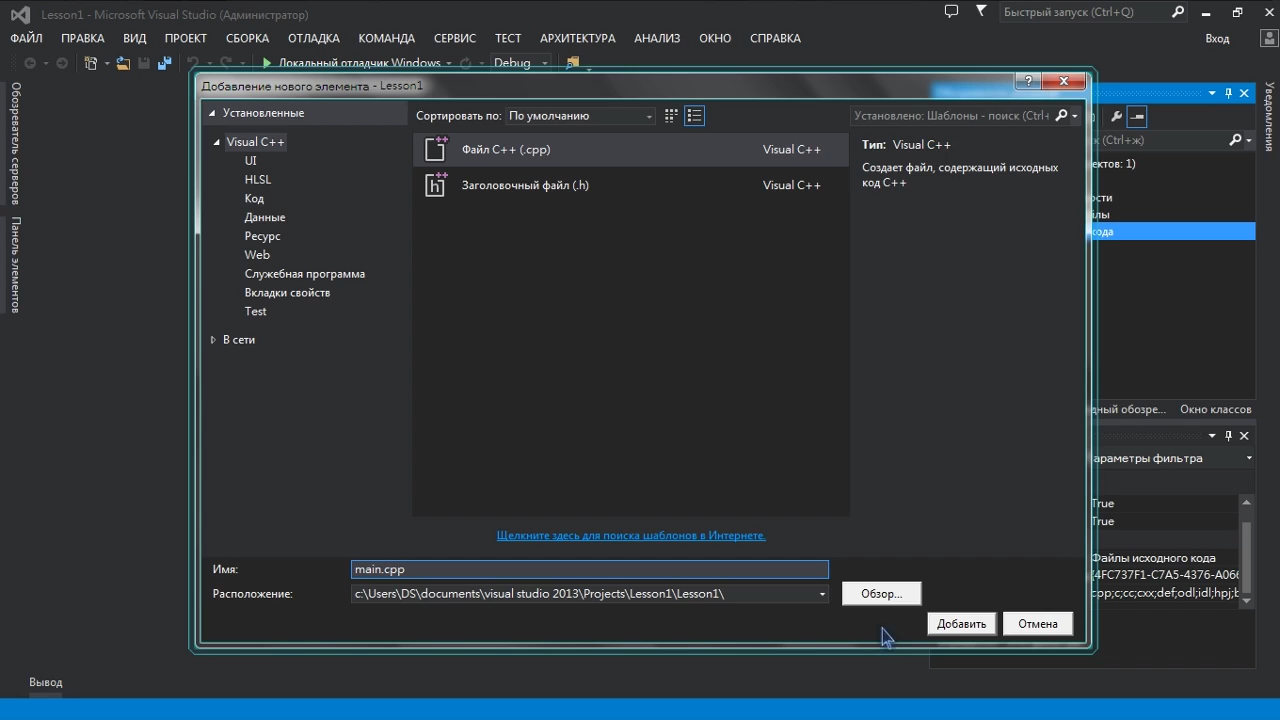 Lesson1 - Microsoft Visual Studio (Администратор)
Быстрый запуск (Ctrl+Q)
ФАЙЛ ПРАВКА ВИД ПРОЕКТ СБОРКА ОТЛАДКА КОМАНДА СЕРВИС ТЕСТ АРХИТЕКТУРА АНАЛИЗ ОКНО СПРАВКА
Вход
Локальный отладчик Windows Debug
Обозреватель серверов
Панель элементов
Уведомления
Добавление нового элемента - Lesson1
Установленные
Visual C++
UI
HLSL
Код
Данные
Ресурс
Web
Служебная программа
Вкладки свойств
Test
В сети
Сортировать по: По умолчанию
Установлено: Шаблоны - поиск (Ctrl+
Файл C++ (.cpp) Visual C++
Заголовочный файл (.h) Visual C++
Тип: Visual C++
Создает файл, содержащий исходных
код C++
Щелкните здесь для поиска шаблонов в Интернете.
Имя: main.cpp
Расположение: c:\Users\DS\documents\visual studio 2013\Projects\Lesson1\Lesson1\
Обзор...
Добавить Отмена
(Ctrl+ж)
ектов: 1)
ости
йлы
кода
ный обозре... Окно классов
араметры фильтра
True
True
Файлы исходного кода
{4FC737F1-C7A5-4376-A066
cpp;c;cc;cxx;def;odl;idl;hpj;b
Вывод